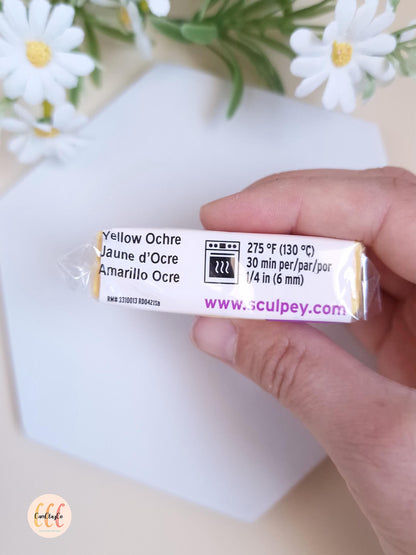 Yellow Ochre
Jaune d'Ocre
Amarillo Ocre
275 °F (130 °C)
30 min per/par/por
1/4 in (6 mm)
www.sculpey.com